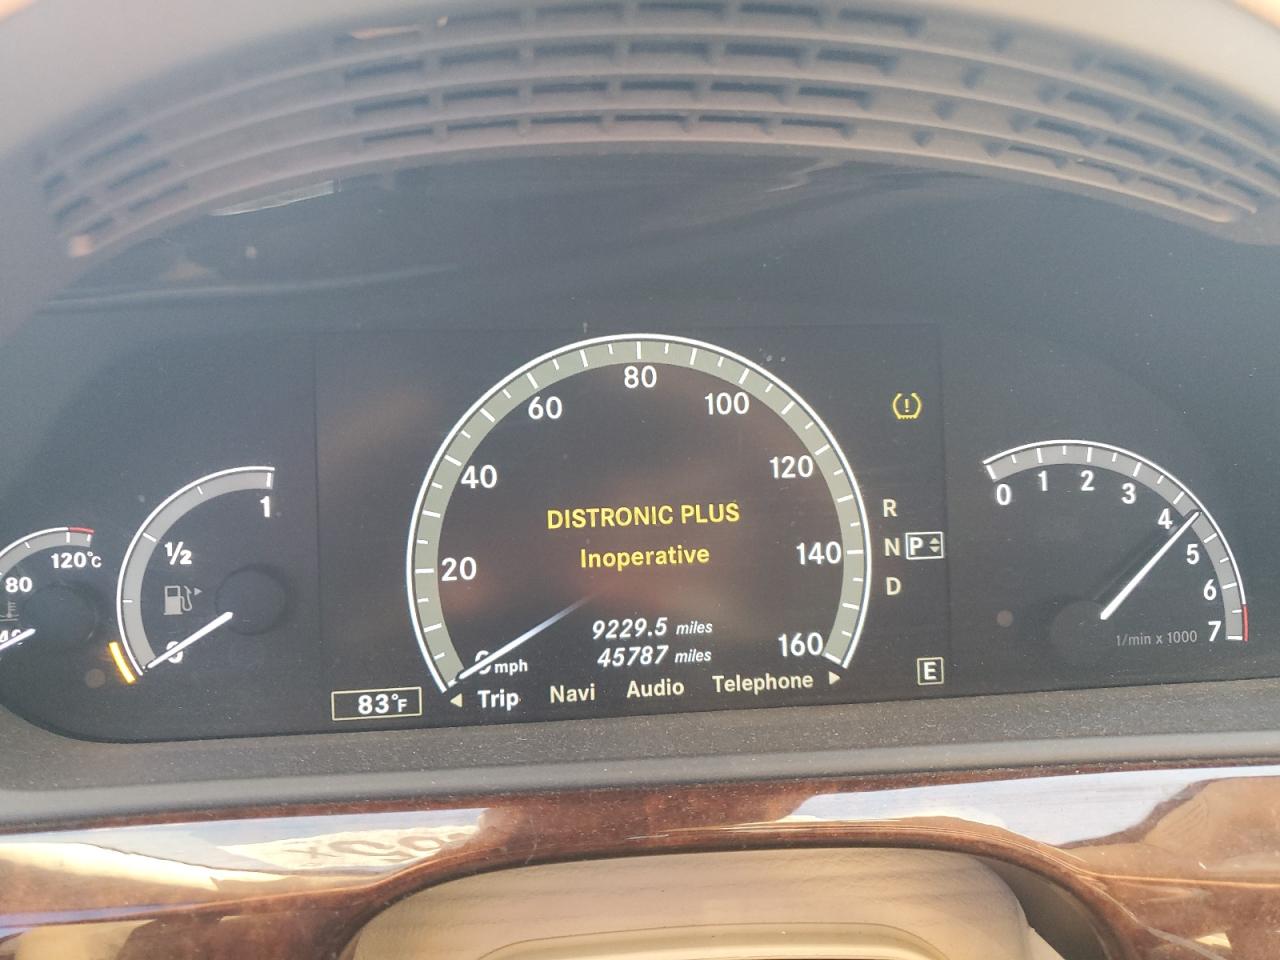 80
120°C
40
1
1/2
0
20
40
60
80
100
120
140
160
DISTRONIC PLUS
Inoperative
9229.5 miles
45787 miles
mph
83°F
Trip Navi Audio Telephone
R
N P
D
E
0
1
2
3
4
5
6
7
1/min x 1000